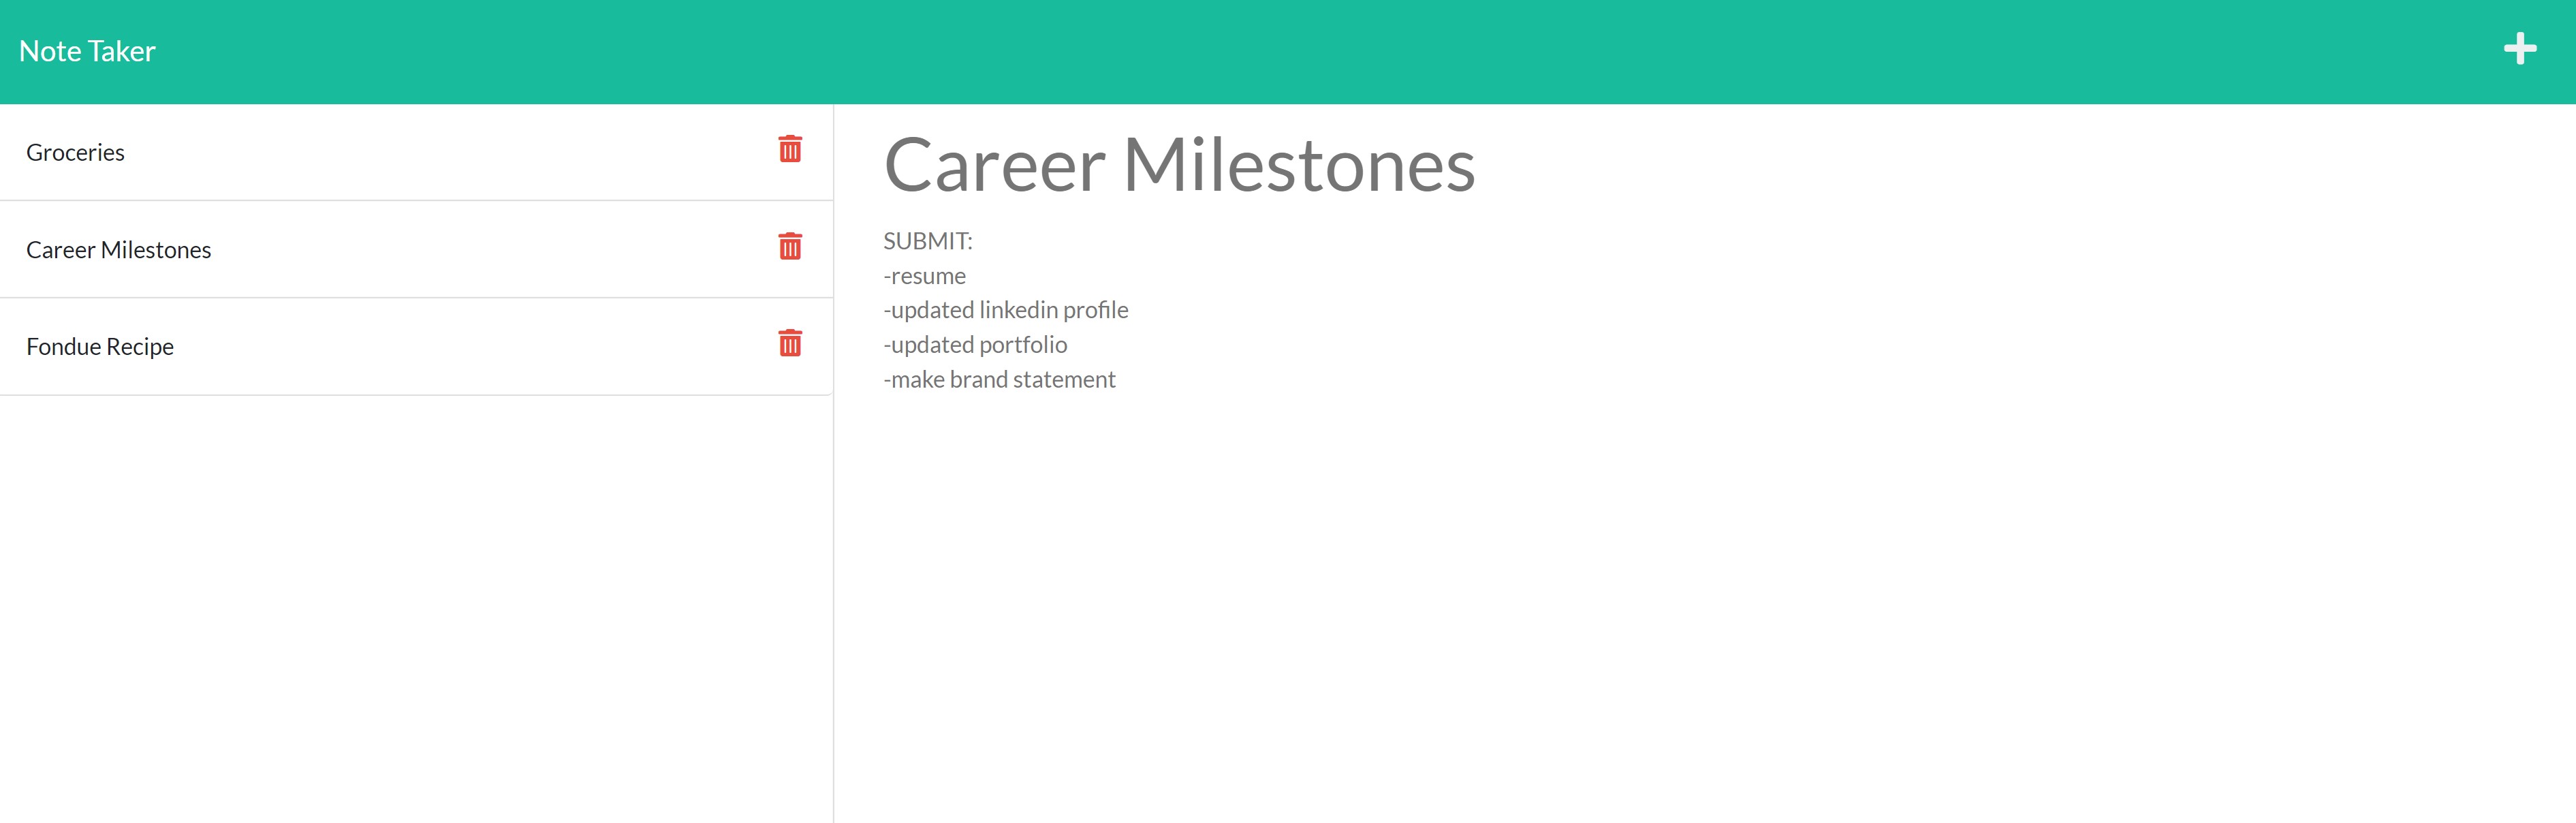 Note Taker
Groceries
Career Milestones
Fondue Recipe
Career Milestones
SUBMIT:
-resume
-updated linkedin profile
-updated portfolio
-make brand statement